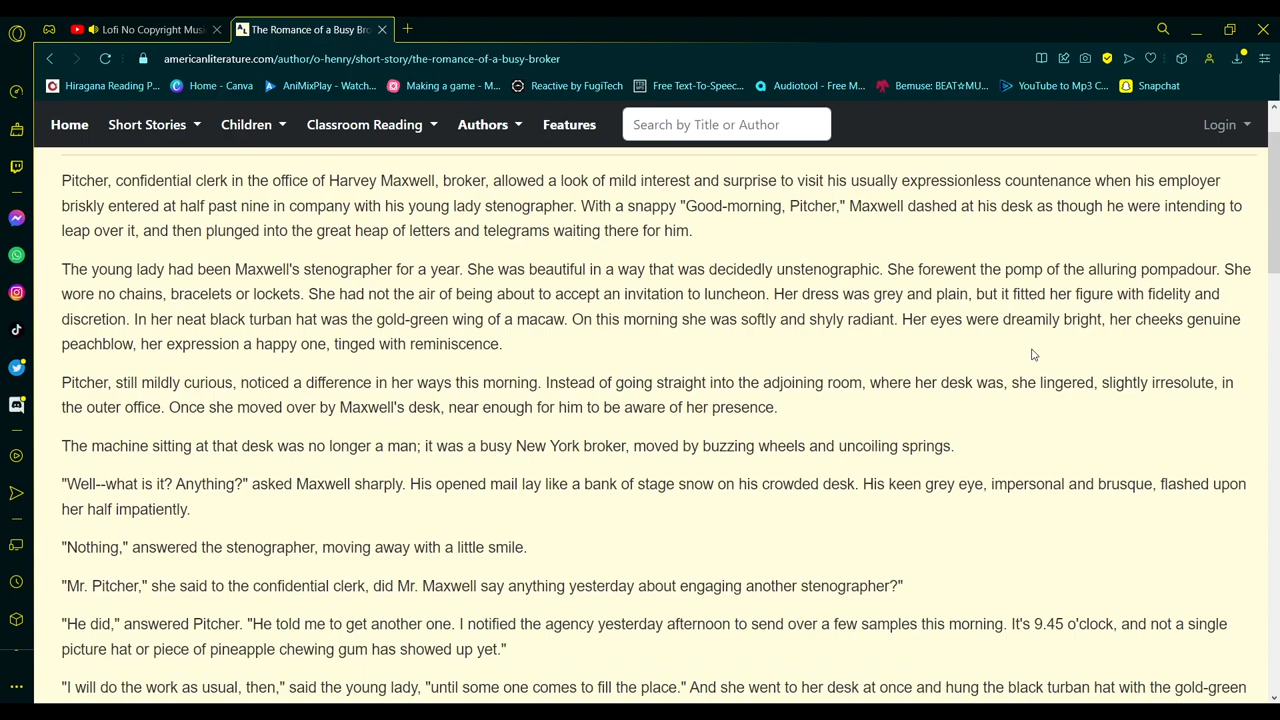 Lofi No Copyright Musi
The Romance of a Busy Bro
americanliterature.com/author/o-henry/short-story/the-romance-of-a-busy-broker
Hiragana Reading P...
Home - Canva
AniMixPlay - Watch...
Making a game - M...
Reactive by FugiTech
Free Text-To-Speec...
Audiotool - Free M...
Bemuse: BEAT☆MU...
YouTube to Mp3 C...
Snapchat
Home Short Stories Children Classroom Reading Authors Features Search by Title or Author Login
Pitcher, confidential clerk in the office of Harvey Maxwell, broker, allowed a look of mild interest and surprise to visit his usually expressionless countenance when his employer
briskly entered at half past nine in company with his young lady stenographer. With a snappy "Good-morning, Pitcher," Maxwell dashed at his desk as though he were intending to
leap over it, and then plunged into the great heap of letters and telegrams waiting there for him.
The young lady had been Maxwell's stenographer for a year. She was beautiful in a way that was decidedly unstenographic. She forewent the pomp of the alluring pompadour. She
wore no chains, bracelets or lockets. She had not the air of being about to accept an invitation to luncheon. Her dress was grey and plain, but it fitted her figure with fidelity and
discretion. In her neat black turban hat was the gold-green wing of a macaw. On this morning she was softly and shyly radiant. Her eyes were dreamily bright, her cheeks genuine
peachblow, her expression a happy one, tinged with reminiscence.
Pitcher, still mildly curious, noticed a difference in her ways this morning. Instead of going straight into the adjoining room, where her desk was, she lingered, slightly irresolute, in
the outer office. Once she moved over by Maxwell's desk, near enough for him to be aware of her presence.
The machine sitting at that desk was no longer a man; it was a busy New York broker, moved by buzzing wheels and uncoiling springs.
"Well--what is it? Anything?" asked Maxwell sharply. His opened mail lay like a bank of stage snow on his crowded desk. His keen grey eye, impersonal and brusque, flashed upon
her half impatiently.
"Nothing," answered the stenographer, moving away with a little smile.
"Mr. Pitcher," she said to the confidential clerk, did Mr. Maxwell say anything yesterday about engaging another stenographer?"
"He did," answered Pitcher. "He told me to get another one. I notified the agency yesterday afternoon to send over a few samples this morning. It's 9.45 o'clock, and not a single
picture hat or piece of pineapple chewing gum has showed up yet."
"I will do the work as usual, then," said the young lady, "until some one comes to fill the place." And she went to her desk at once and hung the black turban hat with the gold-green